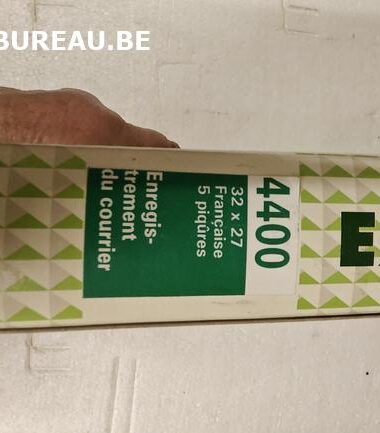 BUREAU.BE
4400
32 x 27
Française
5 piqûres
Enregis-
trement
du courrier
E